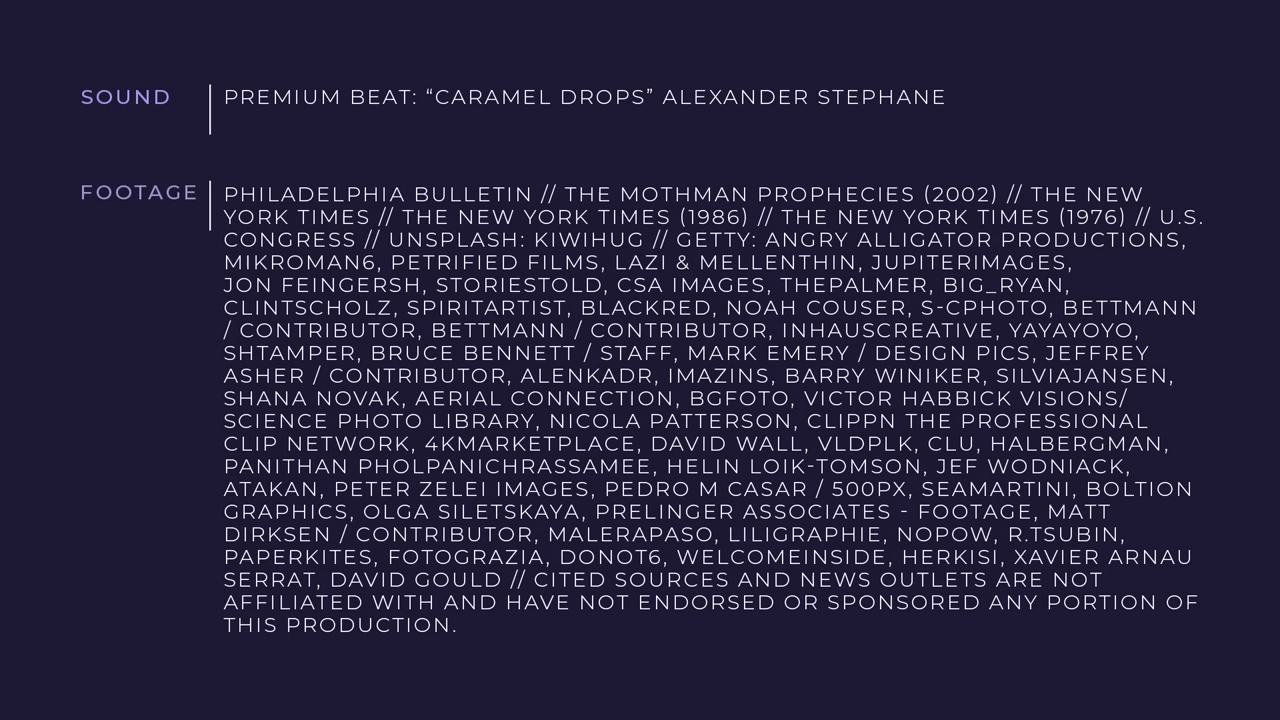 SOUND
PREMIUM BEAT: “CARAMEL DROPS” ALEXANDER STEPHANE
FOOTAGE
PHILADELPHIA BULLETIN // THE MOTHMAN PROPHECIES (2002) // THE NEW
YORK TIMES // THE NEW YORK TIMES (1986) // THE NEW YORK TIMES (1976) // U.S.
CONGRESS // UNSPLASH: KIWIHUG // GETTY: ANGRY ALLIGATOR PRODUCTIONS,
MIKROMAN6, PETRIFIED FILMS, LAZI & MELLENTHIN, JUPITERIMAGES,
JON FEINGERSH, STORIESTOLD, CSA IMAGES, THEPALMER, BIG_RYAN,
CLINTSCHOLZ, SPIRITARTIST, BLACKRED, NOAH COUSER, S-CPHOTO, BETTMANN
/ CONTRIBUTOR, BETTMANN / CONTRIBUTOR, INHAUSCREATIVE, YAYAYOYO,
SHTAMPER, BRUCE BENNETT / STAFF, MARK EMERY / DESIGN PICS, JEFFREY
ASHER / CONTRIBUTOR, ALENKADR, IMAZINS, BARRY WINIKER, SILVIAJANSEN,
SHANA NOVAK, AERIAL CONNECTION, BGFOTO, VICTOR HABBICK VISIONS/
SCIENCE PHOTO LIBRARY, NICOLA PATTERSON, CLIPPN THE PROFESSIONAL
CLIP NETWORK, 4KMARKETPLACE, DAVID WALL, VLDPLK, CLU, HALBERGMAN,
PANITHAN PHOLPANICHRASSAMEE, HELIN LOIK-TOMSON, JEF WODNIACK,
ATAKAN, PETER ZELEI IMAGES, PEDRO M CASAR / 500PX, SEAMARTINI, BOLTION
GRAPHICS, OLGA SILETSKAYA, PRELINGER ASSOCIATES - FOOTAGE, MATT
DIRKSEN / CONTRIBUTOR, MALERAPASO, LILIGRAPHIE, NOPOW, R.TSUBIN,
PAPERKITES, FOTOGRAZIA, DONOT6, WELCOMEINSIDE, HERKISI, XAVIER ARNAU
SERRAT, DAVID GOULD // CITED SOURCES AND NEWS OUTLETS ARE NOT
AFFILIATED WITH AND HAVE NOT ENDORSED OR SPONSORED ANY PORTION OF
THIS PRODUCTION.